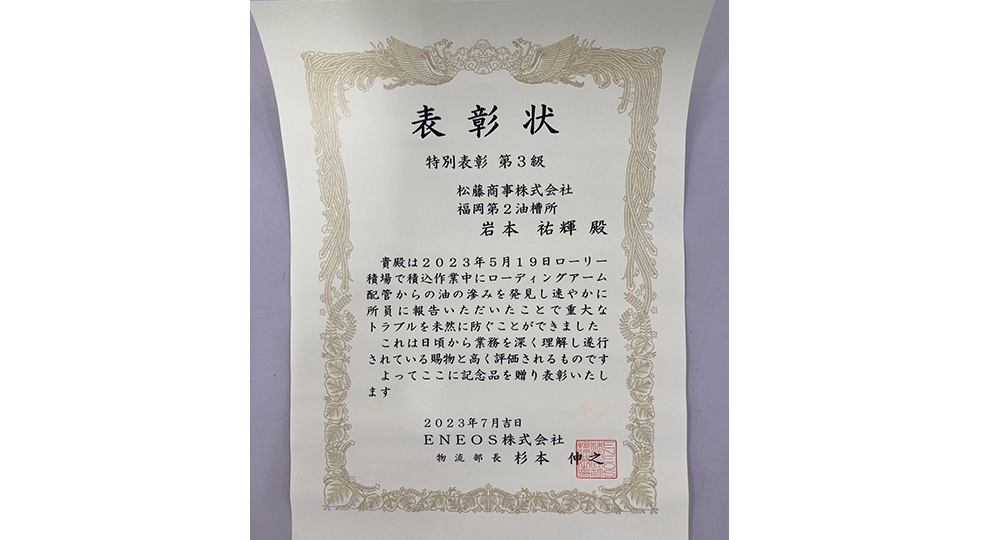 表彰状
特別表彰 第3級
松藤商事株式会社
福岡第2油槽所
岩本 祐輝 殿
貴殿は2023年5月19日ローリー
積場で積込作業中にローディングアーム
配管からの油の滲みを発見し速やかに
所員に報告いただいたことで重大な
トラブルを未然に防ぐことができました
これは日頃から業務を深く理解し遂行
されている賜物と高く評価されるものです
よってここに記念品を贈り表彰いたし
ます
2023年7月吉日
ENEOS株式会社
物流部長 杉本 伸之